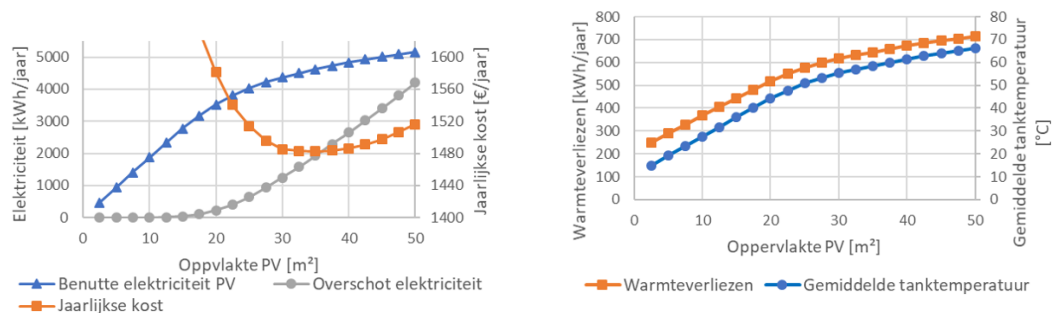 Elektriciteit [kWh/jaar]
5000
4000
3000
2000
1000
0
1600
1560
1520
1480
1440
1400
Jaarlijkse kost [€/jaar]
0 10 20 30 40 50
Oppvlakte PV [m²]
Benutte elektriciteit PV
Overschot elektriciteit
Jaarlijkse kost
Warmteverliezen [kWh/jaar]
800
700
600
500
400
300
200
100
0
80
70
60
50
40
30
20
10
0
Gemiddelde tanktemperatuur
[°C]
0 10 20 30 40 50
Oppervlakte PV [m²]
Warmteverliezen
Gemiddelde tanktemperatuur